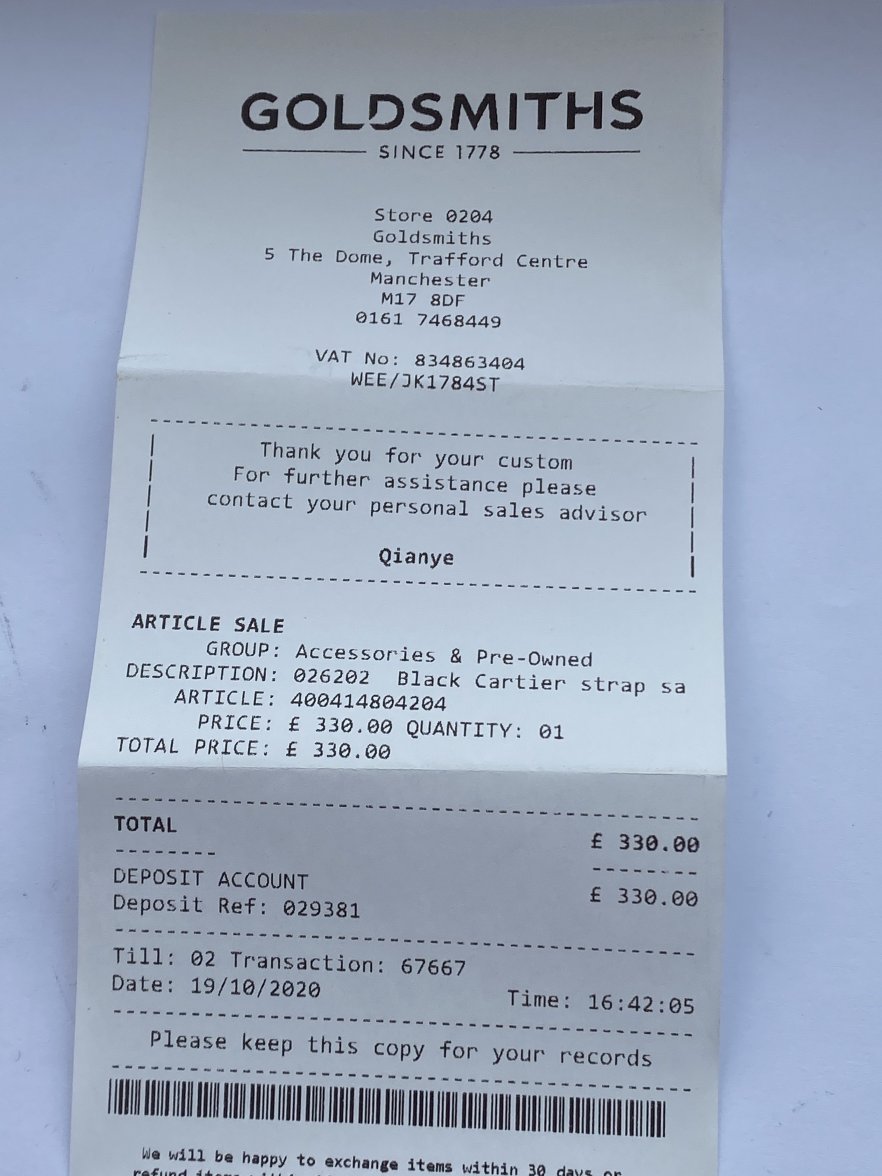 GOLDSMITHS
SINCE 1778
Store 0204
Goldsmiths
5 The Dome, Trafford Centre
Manchester
M17 8DF
0161 7468449
VAT No: 834863404
WEE/JK1784ST
Thank you for your custom
For further assistance please
contact your personal sales advisor
Qianye
ARTICLE SALE
GROUP: Accessories & Pre-Owned
DESCRIPTION: 026202 Black Cartier strap sa
ARTICLE: 400414804204
PRICE: £ 330.00 QUANTITY: 01
TOTAL PRICE: £ 330.00
TOTAL £ 330.00
DEPOSIT ACCOUNT £ 330.00
Deposit Ref: 029381
Till: 02 Transaction: 67667
Date: 19/10/2020 Time: 16:42:05
Please keep this copy for your records
We will be happy to exchange items within 30 days or
refund items